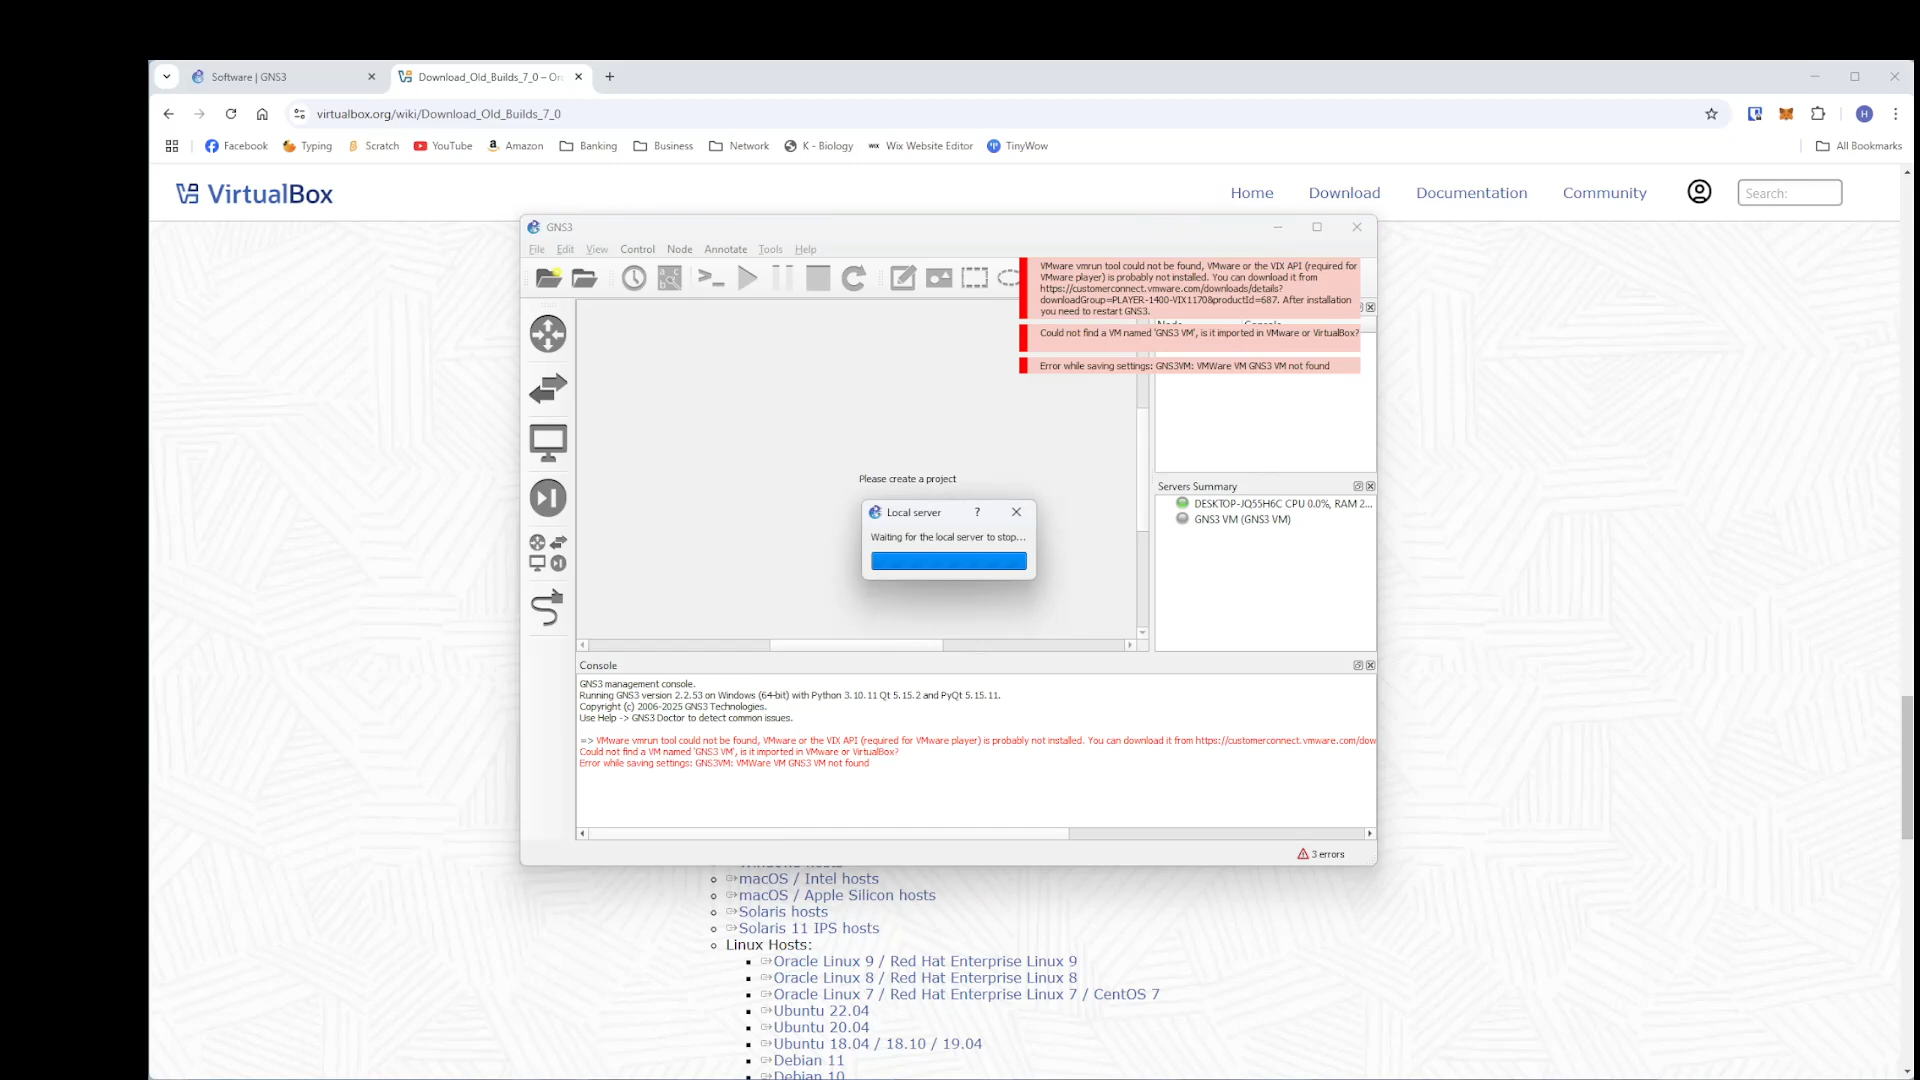 Software | GNS3
Download_Old_Builds_7_0 – Or
virtualbox.org/wiki/Download_Old_Builds_7_0
H
Facebook
Typing
Scratch
YouTube
Amazon
Banking
Business
Network
K - Biology
WIX Wix Website Editor
TinyWow
All Bookmarks
VirtualBox
Home
Download
Documentation
Community
Search:
GNS3
File Edit View Control Node Annotate Tools Help
VMware vmrun tool could not be found, VMware or the VIX API (required for
VMware player) is probably not installed. You can download it from
https://customerconnect.vmware.com/downloads/details?
downloadGroup=PLAYER-1400-VIX1170&productId=687. After installation
you need to restart GNS3.
Could not find a VM named 'GNS3 VM', is it imported in VMware or VirtualBox?
Error while saving settings: GNS3VM: VMWare VM GNS3 VM not found
Please create a project
Local server
?
Waiting for the local server to stop...
Servers Summary
DESKTOP-JQ55H6C CPU 0.0%, RAM 2...
GNS3 VM (GNS3 VM)
Console
GNS3 management console.
Running GNS3 version 2.2.53 on Windows (64-bit) with Python 3.10.11 Qt 5.15.2 and PyQt 5.15.11.
Copyright (c) 2006-2025 GNS3 Technologies.
Use Help -> GNS3 Doctor to detect common issues.
=> VMware vmrun tool could not be found, VMware or the VIX API (required for VMware player) is probably not installed. You can download it from https://customerconnect.vmware.com/dow
Could not find a VM named 'GNS3 VM', is it imported in VMware or VirtualBox?
Error while saving settings: GNS3VM: VMWare VM GNS3 VM not found
3 errors
macOS / Intel hosts
macOS / Apple Silicon hosts
Solaris hosts
Solaris 11 IPS hosts
Linux Hosts:
Oracle Linux 9 / Red Hat Enterprise Linux 9
Oracle Linux 8 / Red Hat Enterprise Linux 8
Oracle Linux 7 / Red Hat Enterprise Linux 7 / CentOS 7
Ubuntu 22.04
Ubuntu 20.04
Ubuntu 18.04 / 18.10 / 19.04
Debian 11
Debian 10